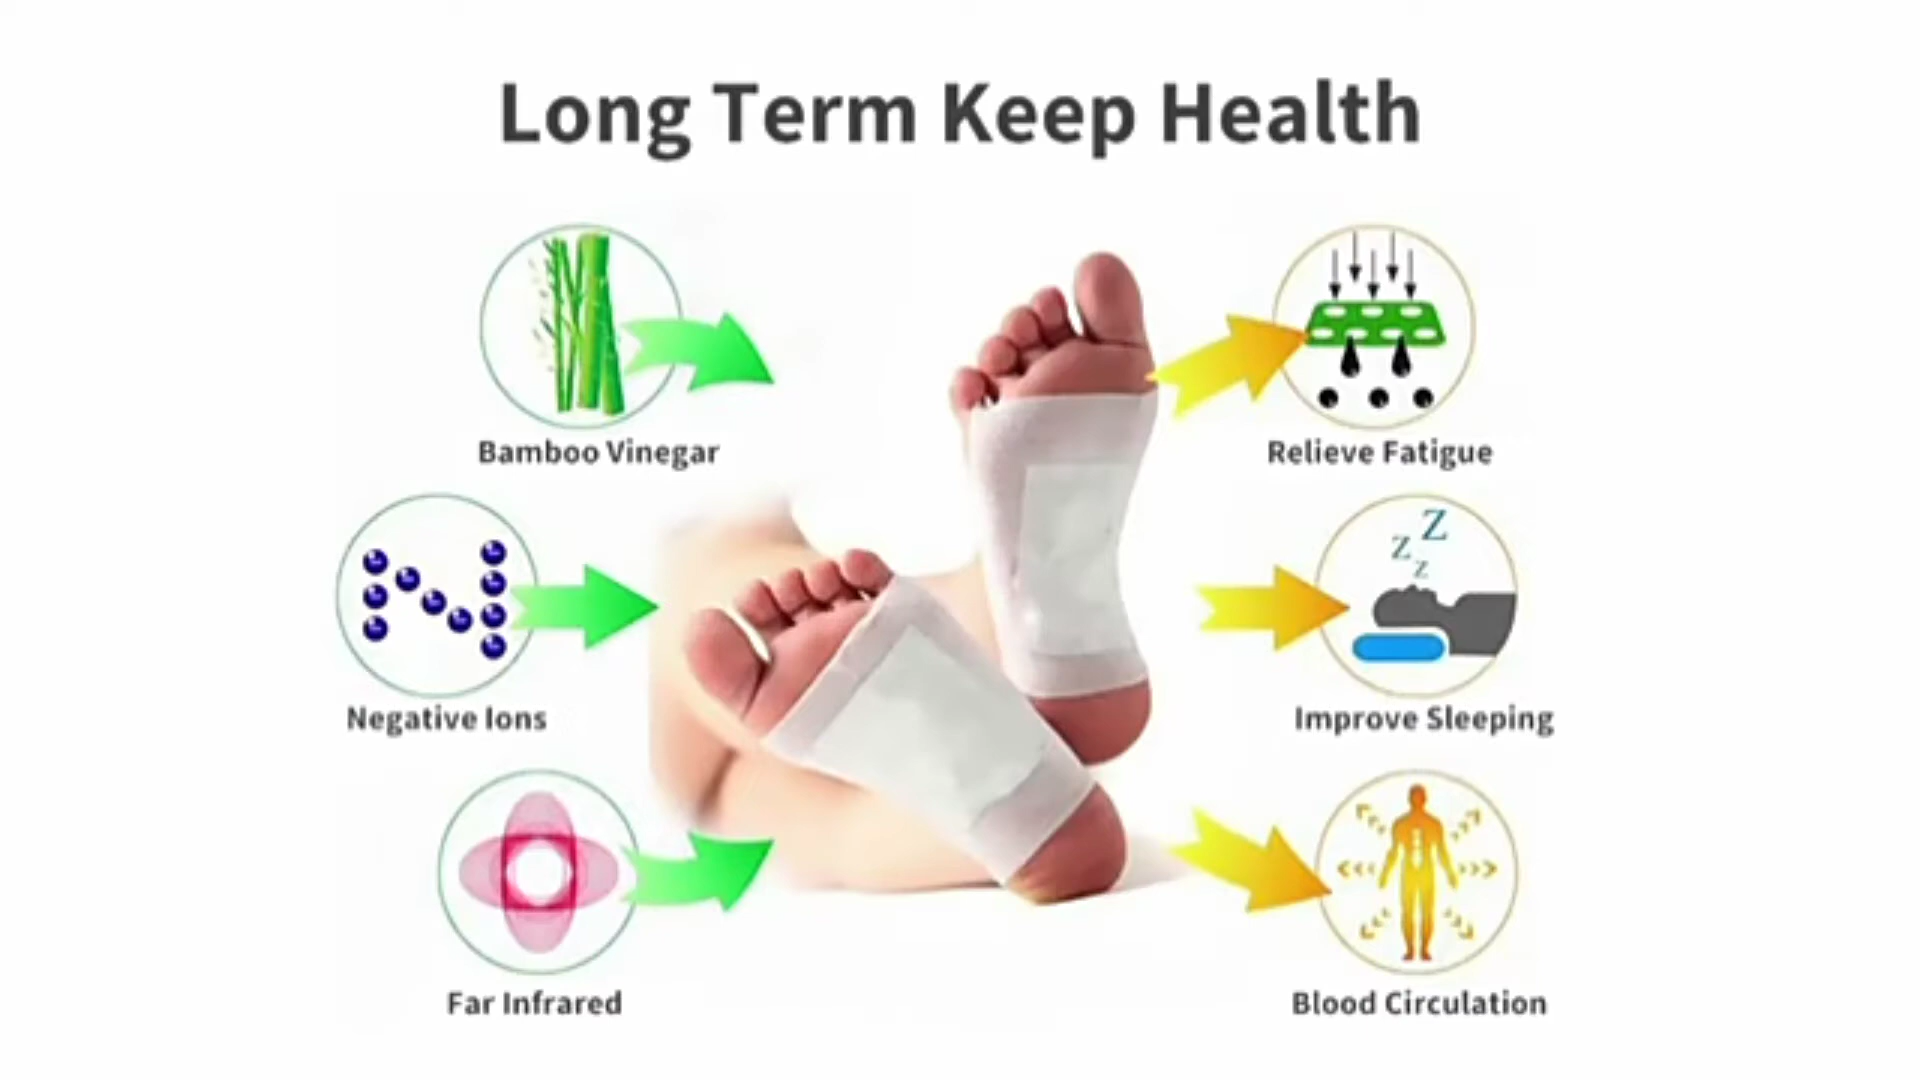 Long Term Keep Health
Bamboo Vinegar
Relieve Fatigue
z Z
z
Negative Ions
Improve Sleeping
Far Infrared
Blood Circulation